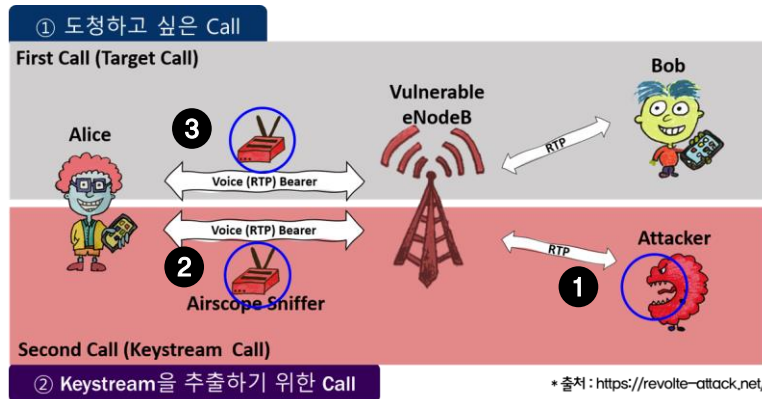 ① 도청하고 싶은 Call
First Call (Target Call)
Bob
Vulnerable
eNodeB
Alice
3
RTP
Voice (RTP) Bearer
Voice (RTP) Bearer
RTP
Attacker
2
1
Airscope Sniffer
Second Call (Keystream Call)
② Keystream을 추출하기 위한 Call
* 출처 : https://revolte-attack.net/